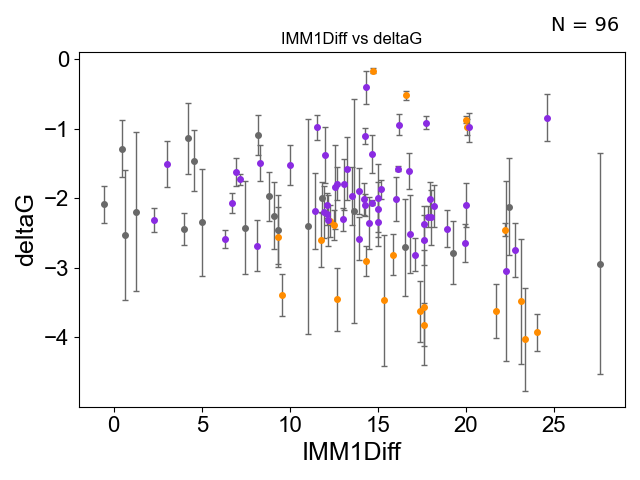 N = 96
IMM1Diff vs deltaG
deltaG
0
−1
−2
−3
−4
0 5 10 15 20 25
IMM1Diff